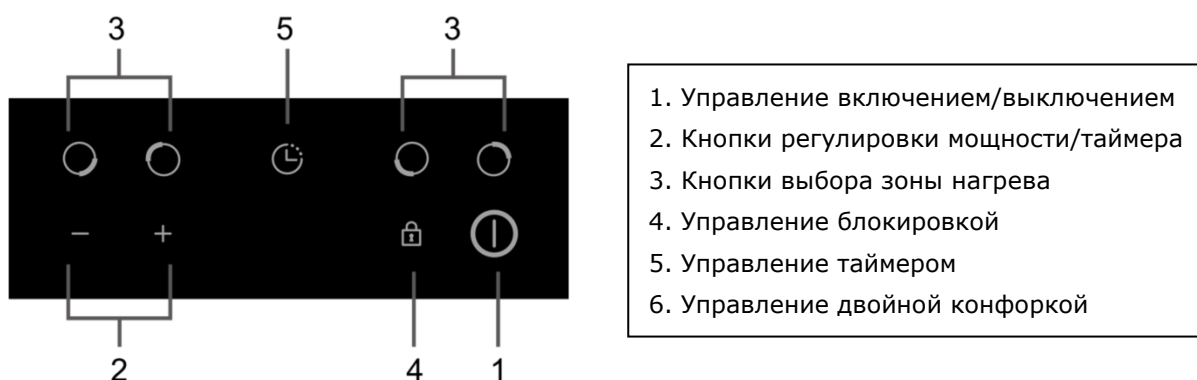 3 5 3
− +
2 4 1
1. Управление включением/выключением
2. Кнопки регулировки мощности/таймера
3. Кнопки выбора зоны нагрева
4. Управление блокировкой
5. Управление таймером
6. Управление двойной конфоркой